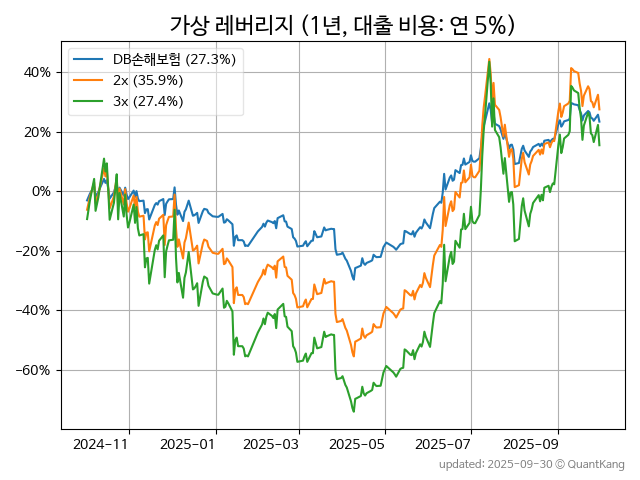 가상 레버리지 (1년, 대출 비용: 연 5%)
DB손해보험 (27.3%)
2x (35.9%)
3x (27.4%)
40%
20%
0%
−20%
−40%
−60%
2024-11 2025-01 2025-03 2025-05 2025-07 2025-09
updated: 2025-09-30 © QuantKang